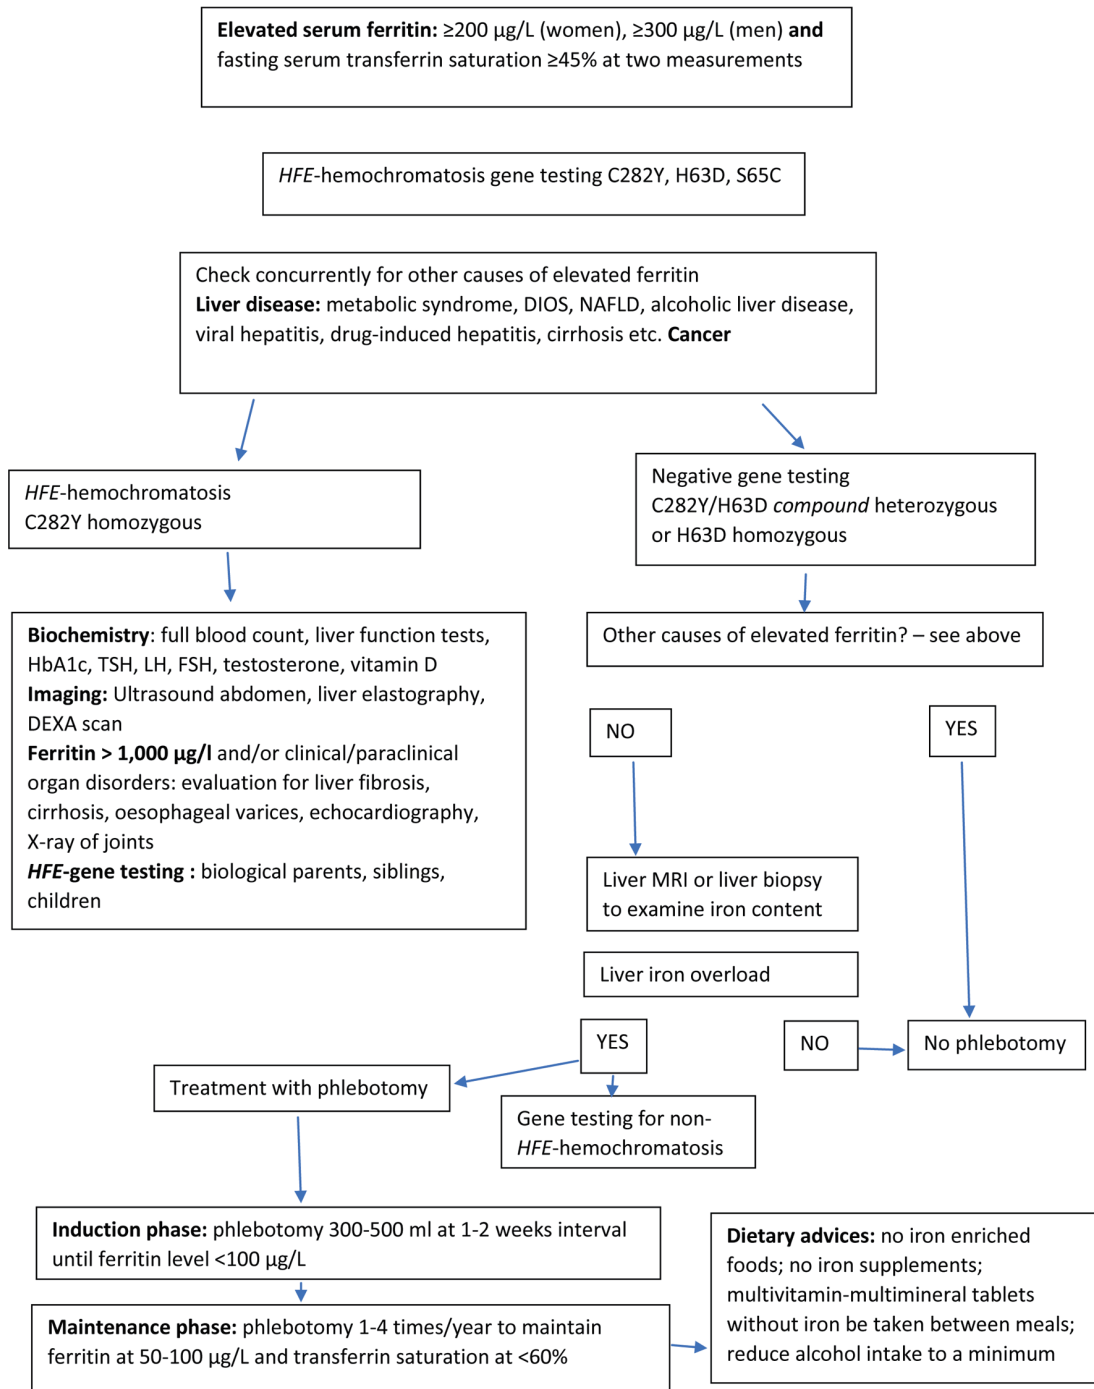 Elevated serum ferritin: ≥200 µg/L (women), ≥300 µg/L (men) and
fasting serum transferrin saturation ≥45% at two measurements
HFE-hemochromatosis gene testing C282Y, H63D, S65C
Check concurrently for other causes of elevated ferritin
Liver disease: metabolic syndrome, DIOS, NAFLD, alcoholic liver disease,
viral hepatitis, drug-induced hepatitis, cirrhosis etc. Cancer
HFE-hemochromatosis
C282Y homozygous
Negative gene testing
C282Y/H63D compound heterozygous
or H63D homozygous
Biochemistry: full blood count, liver function tests,
HbA1c, TSH, LH, FSH, testosterone, vitamin D
Imaging: Ultrasound abdomen, liver elastography,
DEXA scan
Ferritin > 1,000 µg/l and/or clinical/paraclinical
organ disorders: evaluation for liver fibrosis,
cirrhosis, oesophageal varices, echocardiography,
X-ray of joints
HFE-gene testing : biological parents, siblings,
children
Other causes of elevated ferritin? – see above
NO
YES
Liver MRI or liver biopsy
to examine iron content
Liver iron overload
YES
NO
No phlebotomy
Treatment with phlebotomy
Gene testing for non-
HFE-hemochromatosis
Induction phase: phlebotomy 300-500 ml at 1-2 weeks interval
until ferritin level <100 µg/L
Maintenance phase: phlebotomy 1-4 times/year to maintain
ferritin at 50-100 µg/L and transferrin saturation at <60%
Dietary advices: no iron enriched
foods; no iron supplements;
multivitamin-multimineral tablets
without iron be taken between meals;
reduce alcohol intake to a minimum